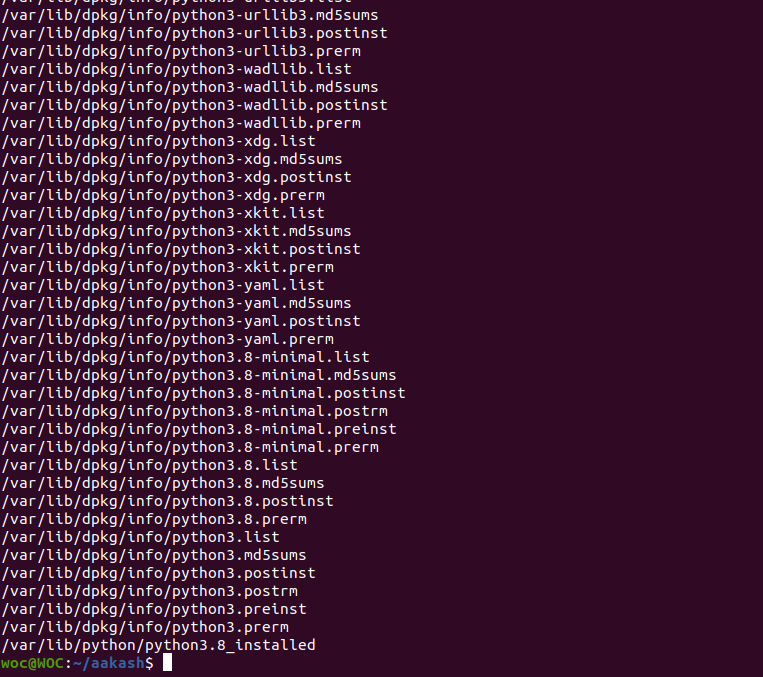 /var/lib/dpkg/info/python3-urllib3.list
/var/lib/dpkg/info/python3-urllib3.md5sums
/var/lib/dpkg/info/python3-urllib3.postinst
/var/lib/dpkg/info/python3-urllib3.prerm
/var/lib/dpkg/info/python3-wadllib.list
/var/lib/dpkg/info/python3-wadllib.md5sums
/var/lib/dpkg/info/python3-wadllib.postinst
/var/lib/dpkg/info/python3-wadllib.prerm
/var/lib/dpkg/info/python3-xdg.list
/var/lib/dpkg/info/python3-xdg.md5sums
/var/lib/dpkg/info/python3-xdg.postinst
/var/lib/dpkg/info/python3-xdg.prerm
/var/lib/dpkg/info/python3-xkit.list
/var/lib/dpkg/info/python3-xkit.md5sums
/var/lib/dpkg/info/python3-xkit.postinst
/var/lib/dpkg/info/python3-xkit.prerm
/var/lib/dpkg/info/python3-yaml.list
/var/lib/dpkg/info/python3-yaml.md5sums
/var/lib/dpkg/info/python3-yaml.postinst
/var/lib/dpkg/info/python3-yaml.prerm
/var/lib/dpkg/info/python3.8-minimal.list
/var/lib/dpkg/info/python3.8-minimal.md5sums
/var/lib/dpkg/info/python3.8-minimal.postinst
/var/lib/dpkg/info/python3.8-minimal.postrm
/var/lib/dpkg/info/python3.8-minimal.preinst
/var/lib/dpkg/info/python3.8-minimal.prerm
/var/lib/dpkg/info/python3.8.list
/var/lib/dpkg/info/python3.8.md5sums
/var/lib/dpkg/info/python3.8.postinst
/var/lib/dpkg/info/python3.8.prerm
/var/lib/dpkg/info/python3.list
/var/lib/dpkg/info/python3.md5sums
/var/lib/dpkg/info/python3.postinst
/var/lib/dpkg/info/python3.postrm
/var/lib/dpkg/info/python3.preinst
/var/lib/dpkg/info/python3.prerm
/var/lib/python/python3.8_installed
woc@WOC:~/aakash$